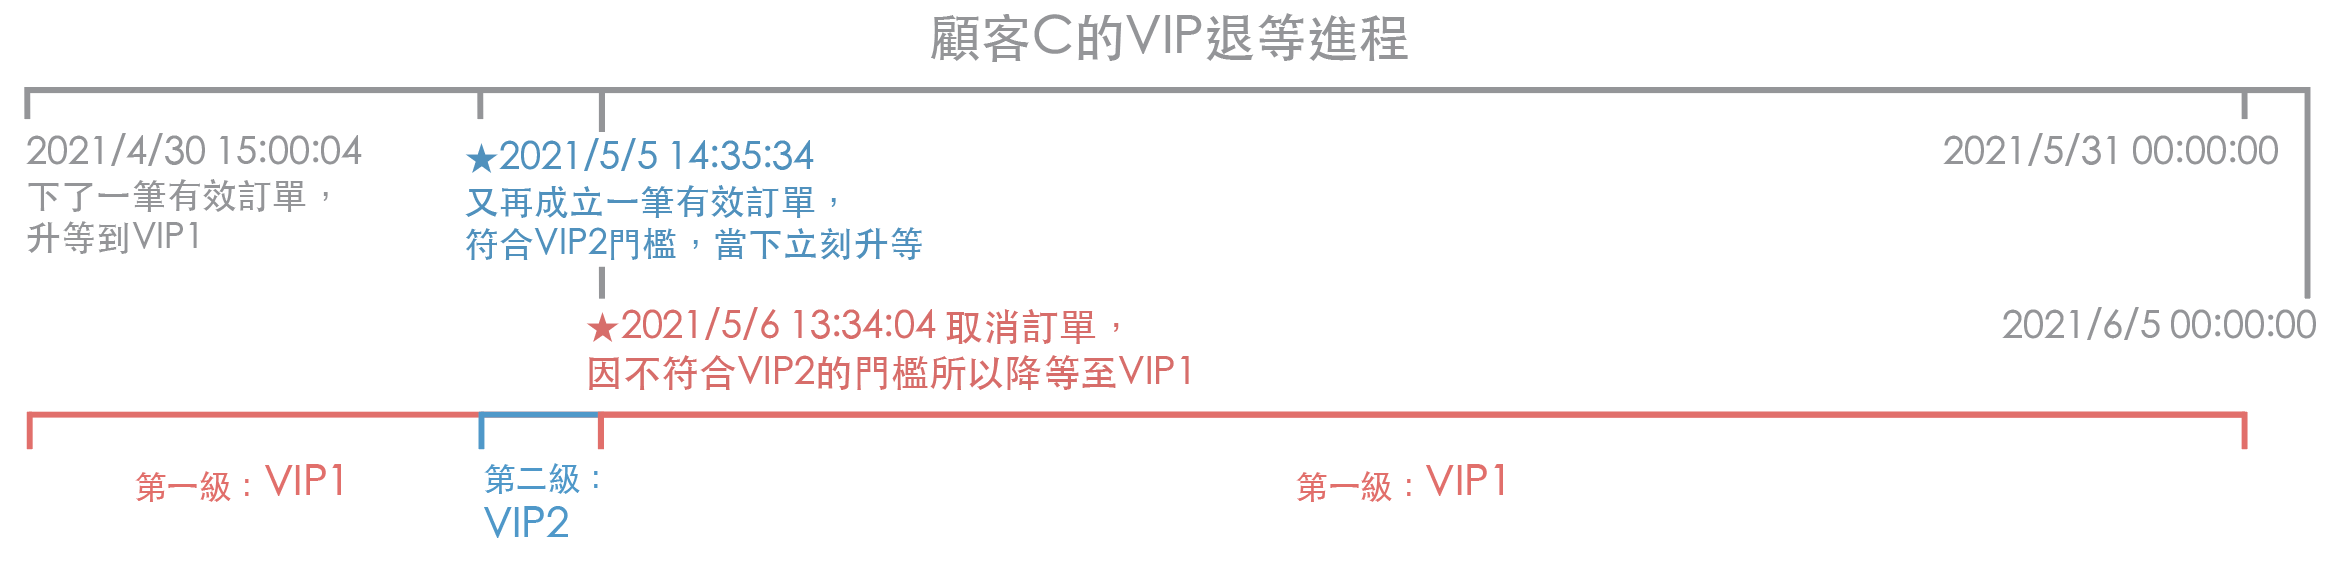 顧客C的VIP退等進程
2021/4/30 15:00:04
下了一筆有效訂單，
升等到VIP1
★2021/5/5 14:35:34
又再成立一筆有效訂單，
符合VIP2門檻，當下立刻升等
2021/5/31 00:00:00
★2021/5/6 13:34:04 取消訂單，
因不符合VIP2的門檻所以降等至VIP1
2021/6/5 00:00:00
第一級：VIP1
第二級：
VIP2
第一級：VIP1